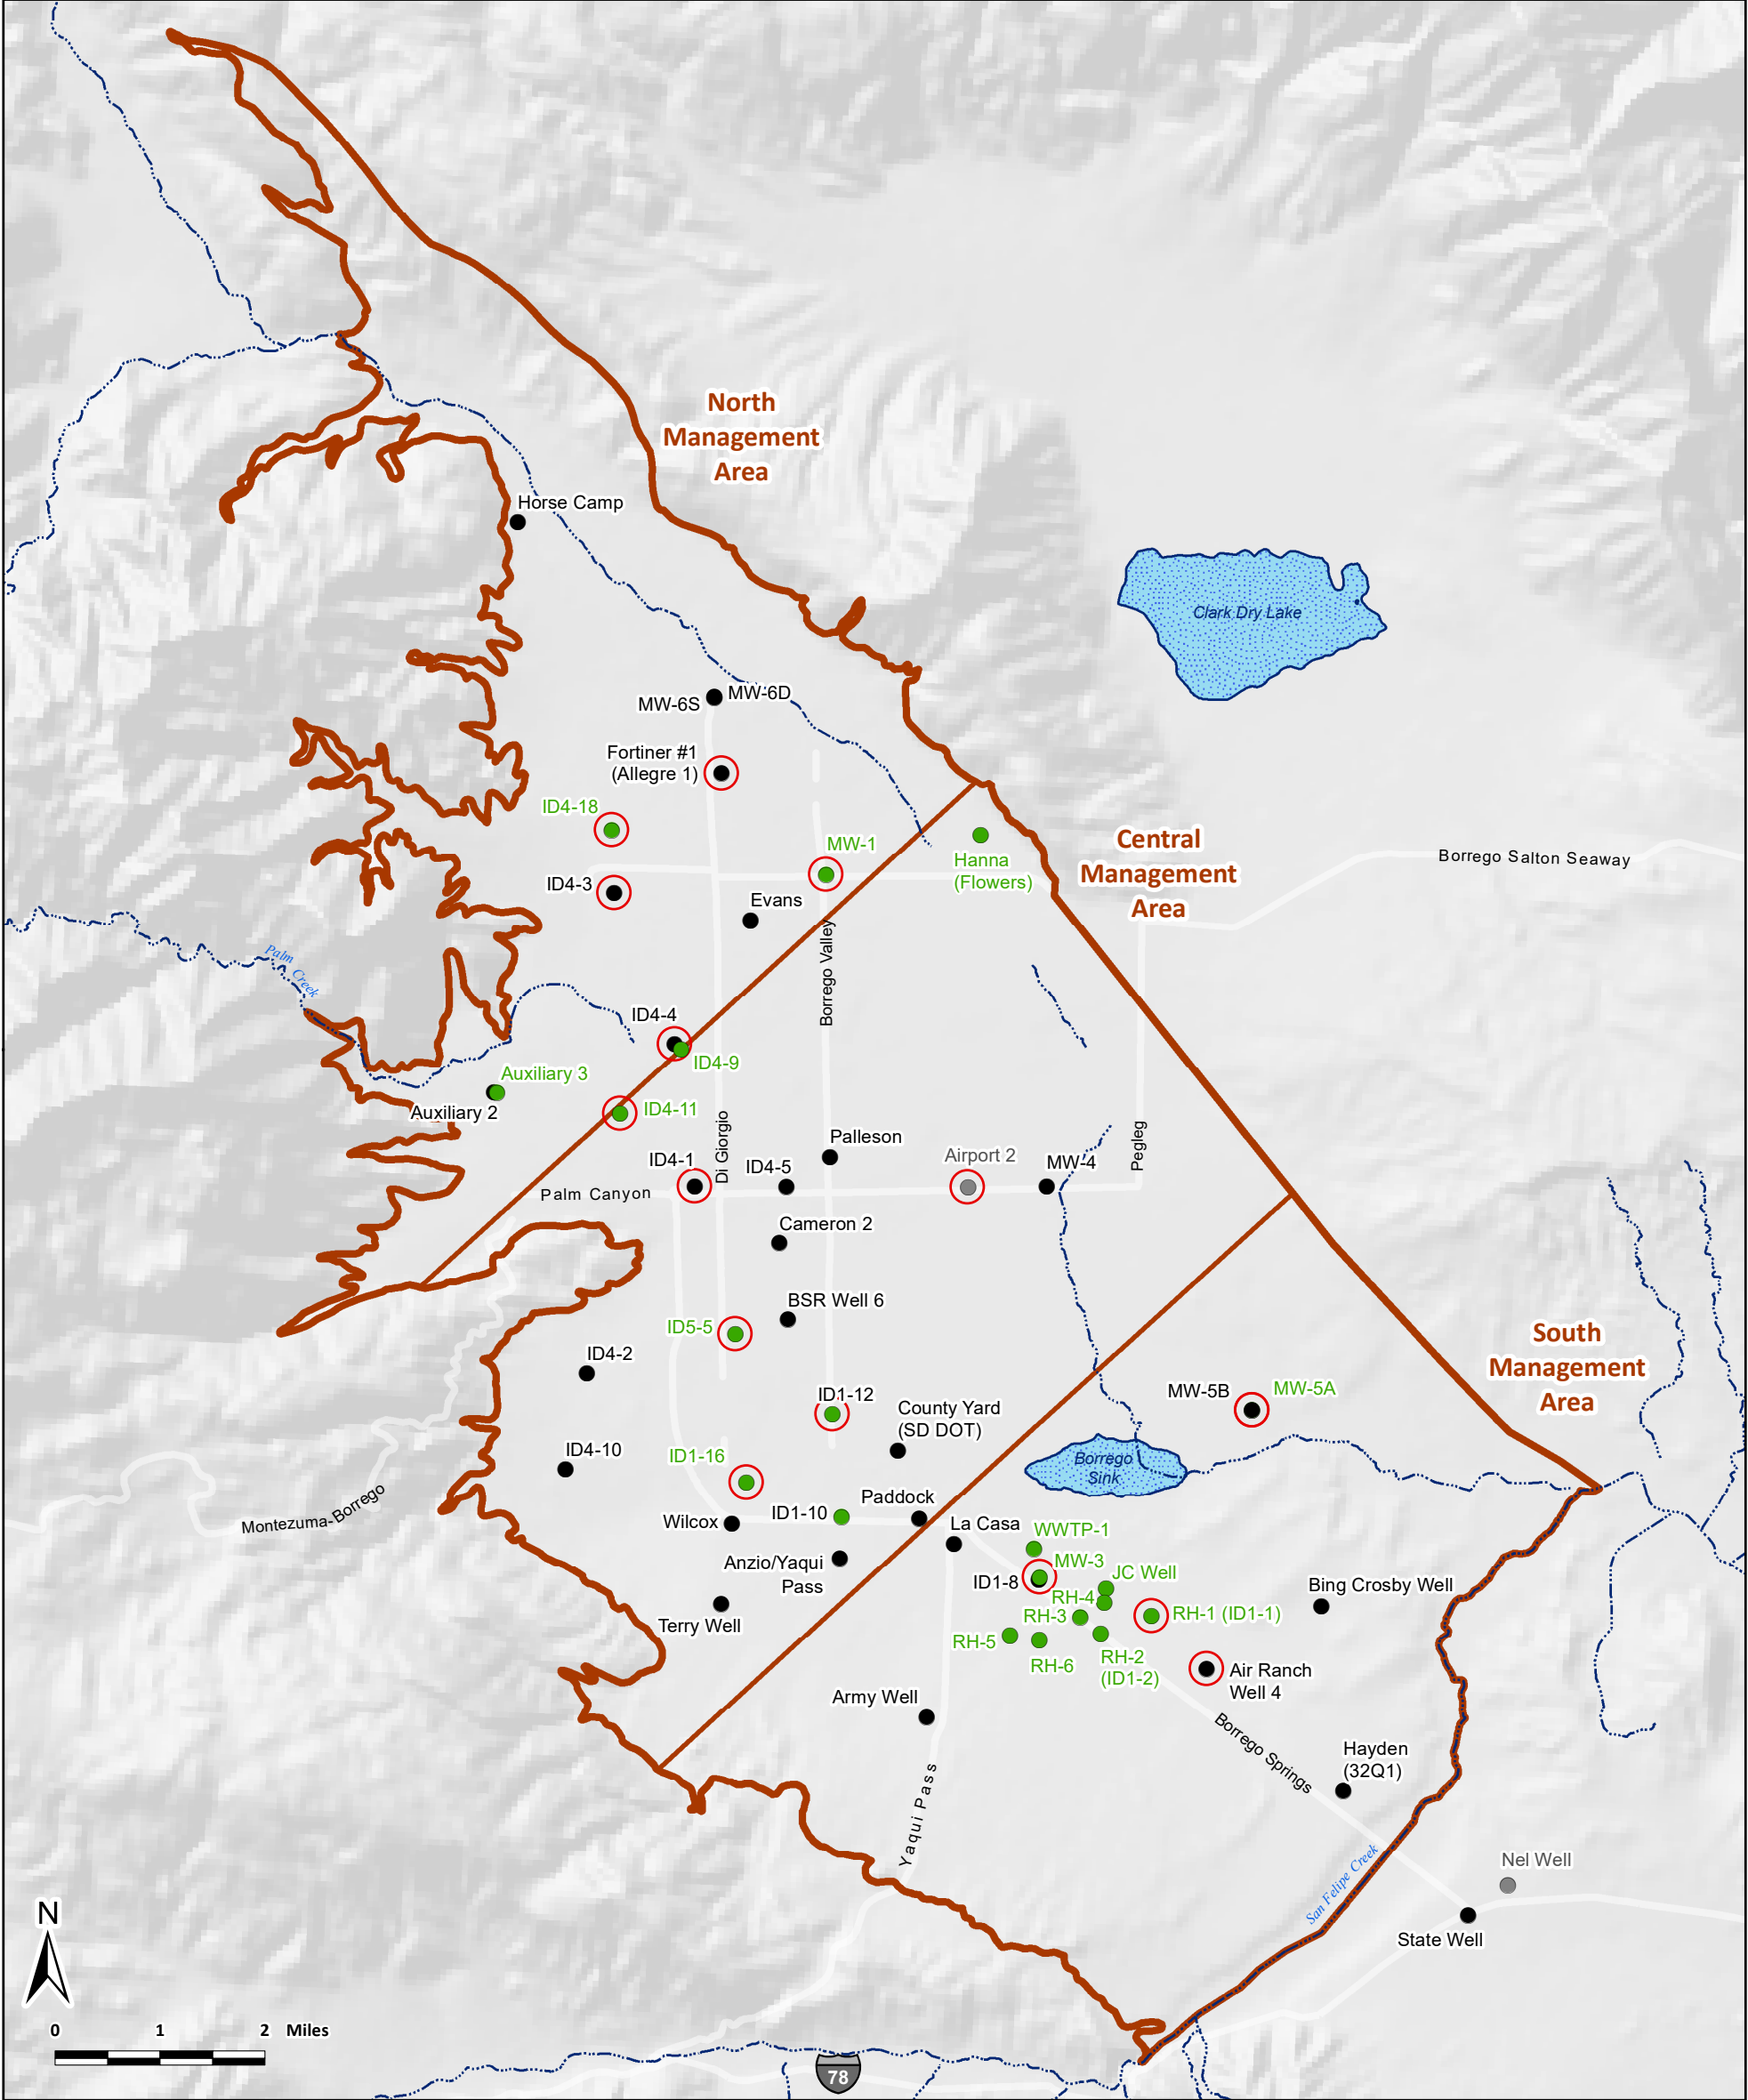 North
Management
Area
Horse Camp
Clark Dry Lake
MW-6D
MW-6S
Fortiner #1
(Allegre 1)
ID4-18
Central
Management
Area
MW-1
Hanna
(Flowers)
Borrego Salton Seaway
ID4-3
Evans
Borrego Valley
Palm
Creek
ID4-4
ID4-9
Auxiliary 3
Auxiliary 2
ID4-11
Di Giorgio
Pegleg
Palleson
Airport 2
MW-4
ID4-1
ID4-5
Palm Canyon
Cameron 2
BSR Well 6
ID5-5
South
Management
Area
ID4-2
MW-5B
MW-5A
ID1-12
County Yard
(SD DOT)
ID4-10
ID1-16
Borrego
Sink
Montezuma-Borrego
Paddock
ID1-10
Wilcox
La Casa
WWTP-1
Anzio/Yaqui
Pass
MW-3
JC Well
ID1-8
Bing Crosby Well
RH-4
RH-3
RH-1 (ID1-1)
Terry Well
RH-5
RH-6
RH-2
(ID1-2)
Air Ranch
Well 4
Army Well
Borrego Springs
Hayden
(32Q1)
Yaqui Pass
San Felipe Creek
Nel Well
State Well
N
0 1 2 Miles
78